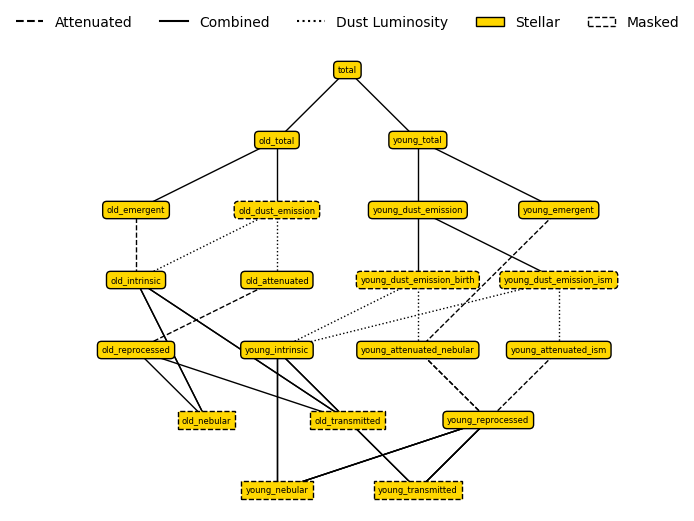 Attenuated Combined Dust Luminosity Stellar Masked
total
old_total young_total
old_emergent old_dust_emission young_dust_emission young_emergent
old_intrinsic old_attenuated young_dust_emission_birth young_dust_emission_ism
old_reprocessed young_intrinsic young_attenuated_nebular young_attenuated_ism
old_nebular old_transmitted young_reprocessed
young_nebular young_transmitted